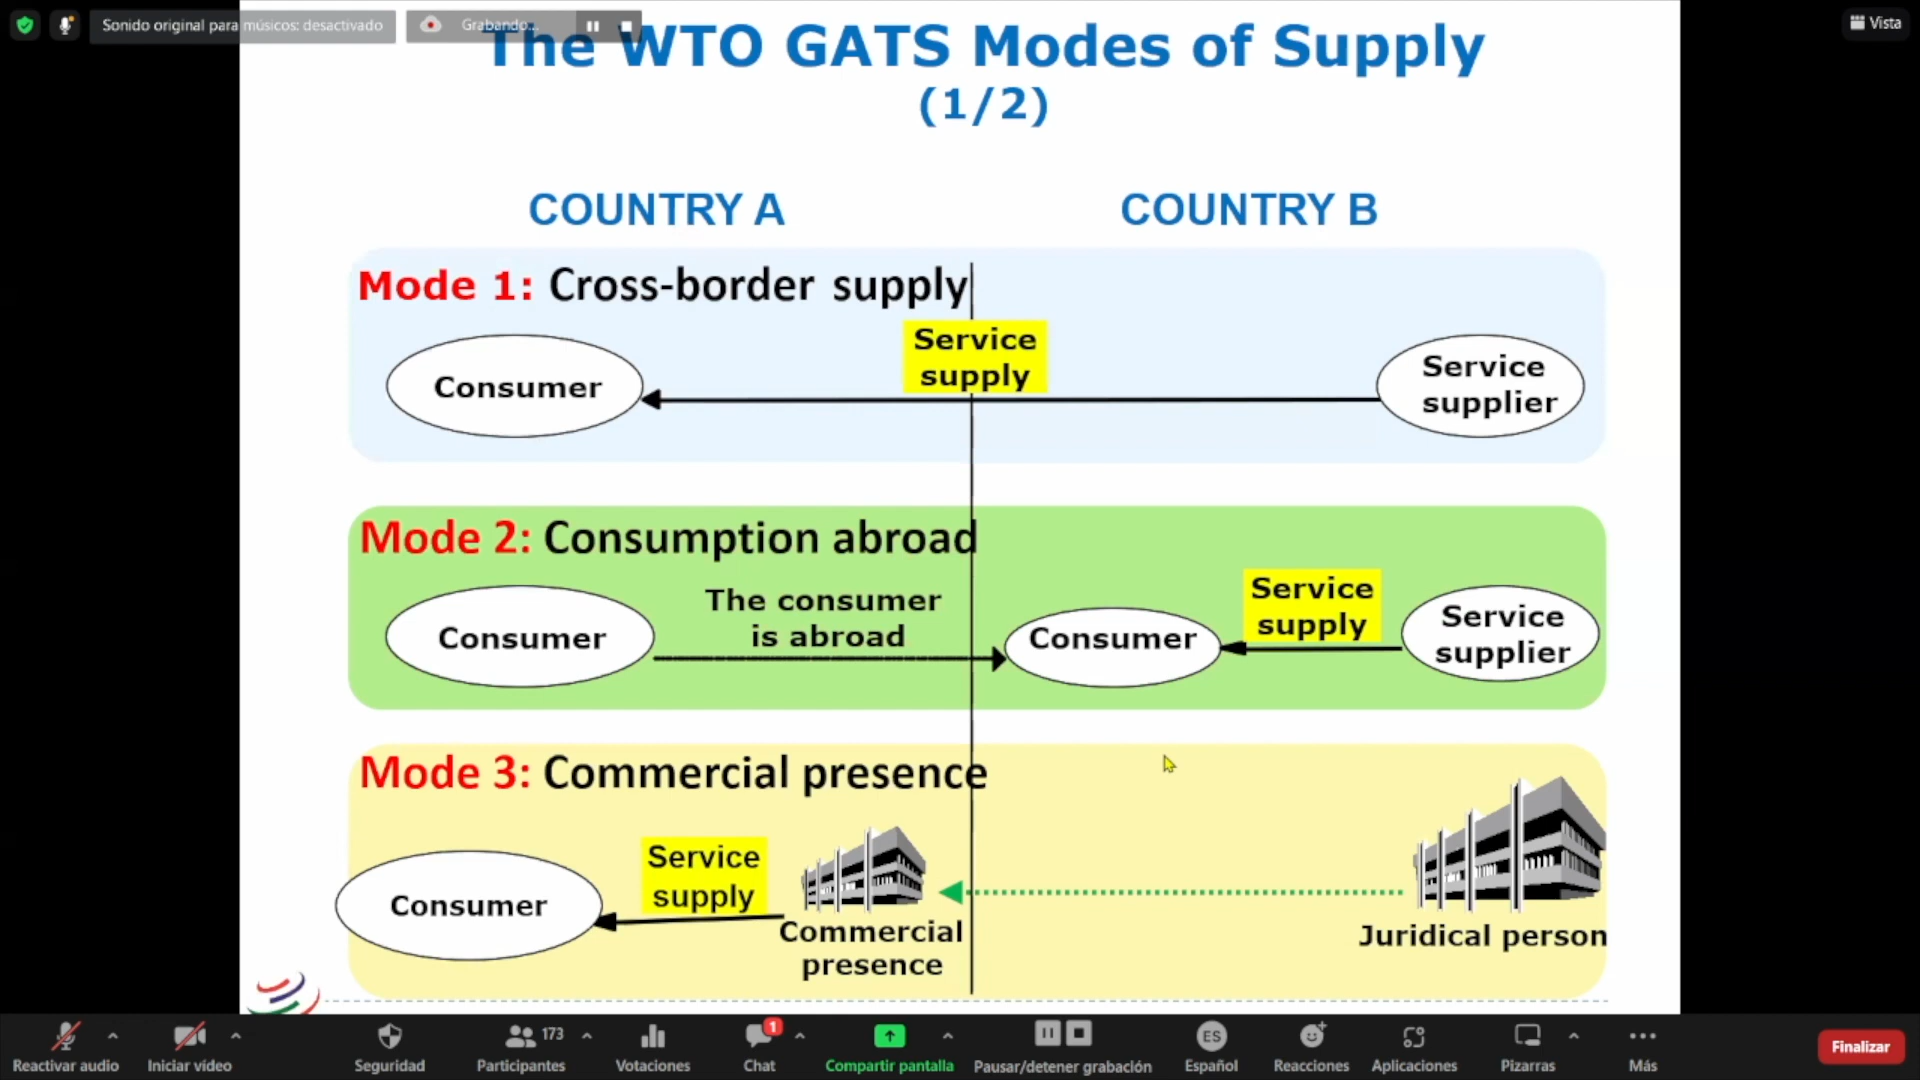 Sonido original para músicos: desactivado
Grabando...
Vista
The WTO GATS Modes of Supply
(1/2)
COUNTRY A
COUNTRY B
Mode 1: Cross-border supply
Service
supply
Consumer
Service
supplier
Mode 2: Consumption abroad
Consumer
The consumer
is abroad
Consumer
Service
supply
Service
supplier
Mode 3: Commercial presence
Consumer
Service
supply
Commercial
presence
Juridical person
Reactivar audio
Iniciar vídeo
Seguridad
173
Participantes
Votaciones
1
Chat
Compartir pantalla
Pausar/detener grabación
ES
Español
Reacciones
Aplicaciones
Pizarras
Más
Finalizar